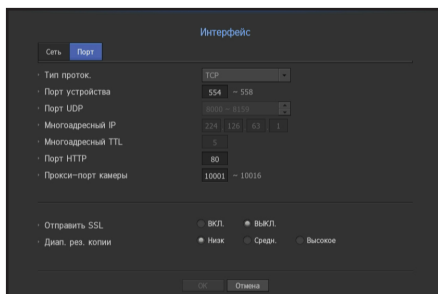 Интерфейс
Сеть Порт
· Тип проток. TCP
· Порт устройства 554 ~ 558
· Порт UDP 8000 ~ 8159
· Многоадресный IP 224 126 63 1
· Многоадресный TTL 5
· Порт HTTP 80
· Прокси-порт камеры 10001 ~ 10016
· Отправить SSL ВКЛ. ВЫКЛ.
· Диап. рез. копии Низк Средн. Высокое
OK Отмена